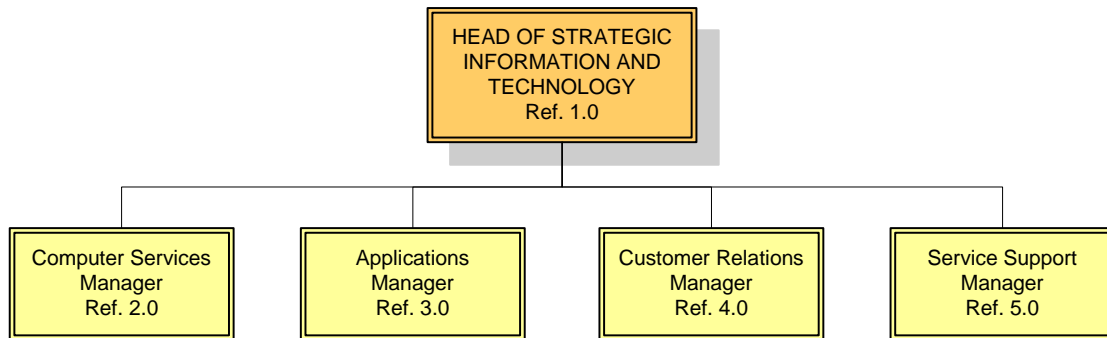 HEAD OF STRATEGIC
INFORMATION AND
TECHNOLOGY
Ref. 1.0
Computer Services
Manager
Ref. 2.0
Applications
Manager
Ref. 3.0
Customer Relations
Manager
Ref. 4.0
Service Support
Manager
Ref. 5.0